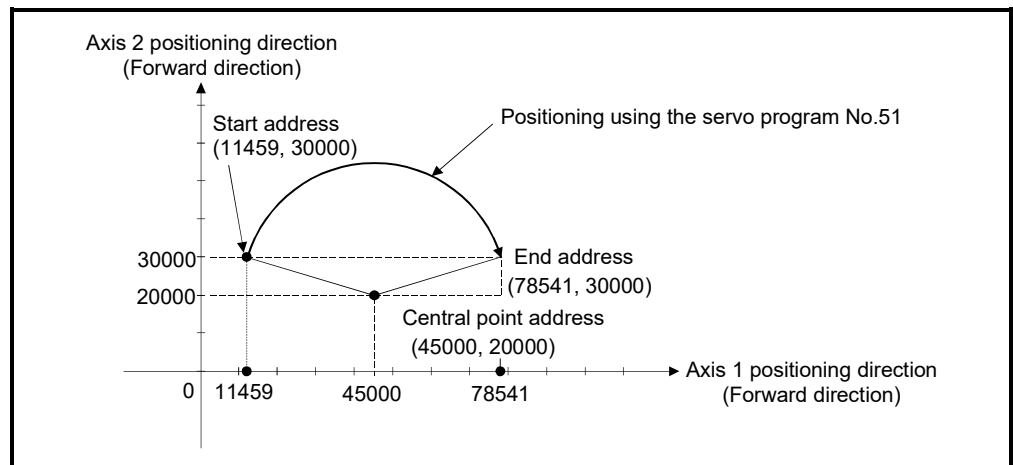 Axis 2 positioning direction
(Forward direction)
Positioning using the servo program No.51
Start address
(11459, 30000)
30000
End address
(78541, 30000)
20000
Central point address
(45000, 20000)
Axis 1 positioning direction
(Forward direction)
0
11459
45000
78541